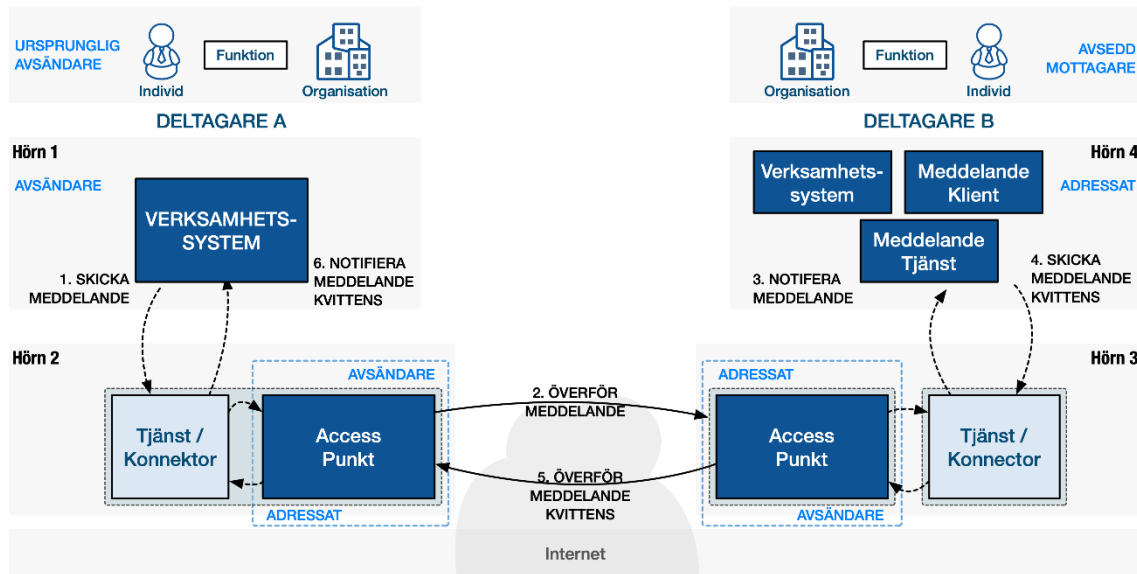 URSPRUNGLIG
AVSÄNDARE
Individ
Funktion
Organisation
DELTAGARE A
Organisation
Funktion
Individ
AVSEDD
MOTTAGARE
DELTAGARE B
Hörn 1
AVSÄNDARE
VERKSAMHETS-
SYSTEM
1. SKICKA
MEDDELANDE
6. NOTIFIERA
MEDDELANDE
KVITTENS
Hörn 4
ADRESSAT
Verksamhets-
system
Meddelande
Klient
Meddelande
Tjänst
3. NOTIFERA
MEDDELANDE
4. SKICKA
MEDDELANDE
KVITTENS
Hörn 2
AVSÄNDARE
Tjänst /
Konnektor
Access
Punkt
ADRESSAT
2. ÖVERFÖR
MEDDELANDE
5. ÖVERFÖR
MEDDELANDE
KVITTENS
Hörn 3
ADRESSAT
Access
Punkt
Tjänst /
Konnector
AVSÄNDARE
Internet